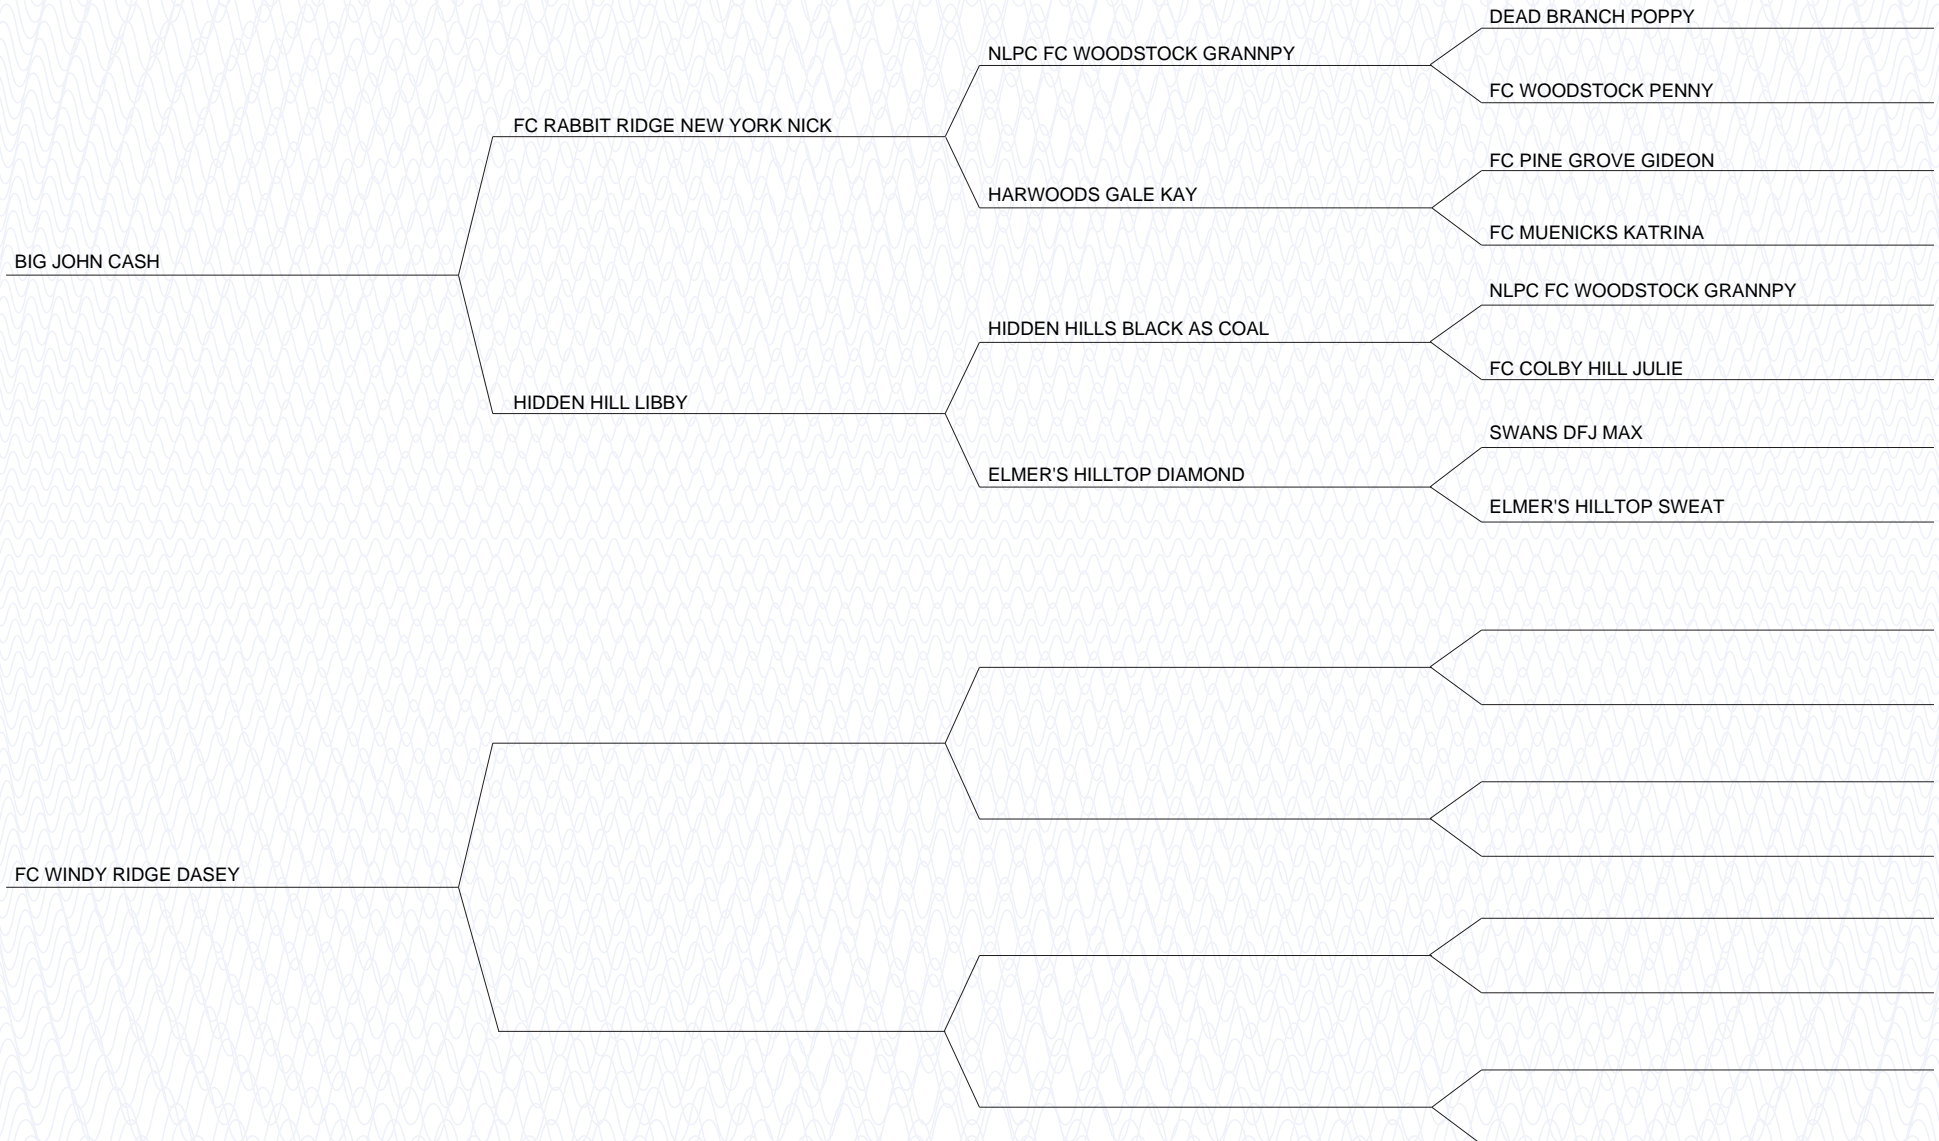 DEAD BRANCH POPPY
NLPC FC WOODSTOCK GRANNPY
FC WOODSTOCK PENNY
FC RABBIT RIDGE NEW YORK NICK
FC PINE GROVE GIDEON
HARWOODS GALE KAY
FC MUENICKS KATRINA
BIG JOHN CASH
NLPC FC WOODSTOCK GRANNPY
HIDDEN HILLS BLACK AS COAL
FC COLBY HILL JULIE
HIDDEN HILL LIBBY
SWANS DFJ MAX
ELMER'S HILLTOP DIAMOND
ELMER'S HILLTOP SWEAT
FC WINDY RIDGE DASEY